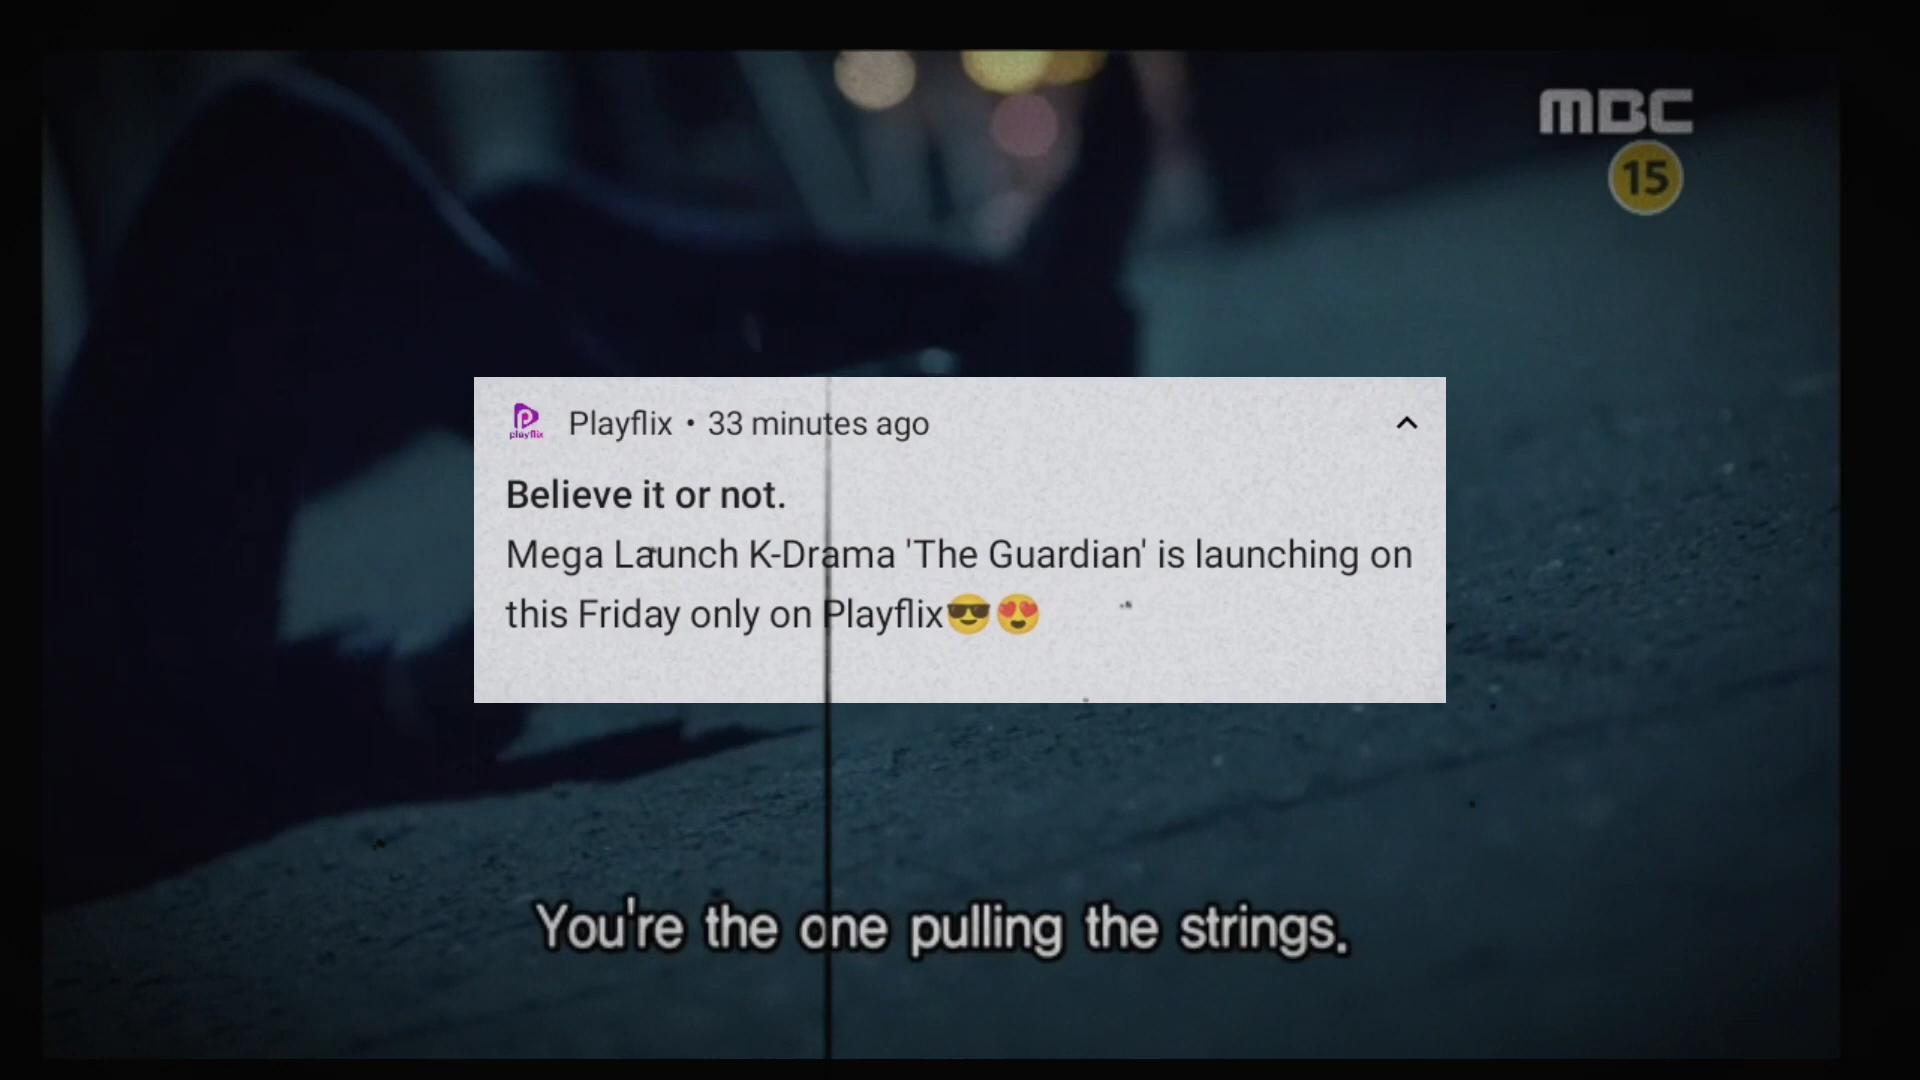 MBC
15
playflix
Playflix • 33 minutes ago
Believe it or not.
Mega Launch K-Drama 'The Guardian' is launching on
this Friday only on Playflix😎😍
You're the one pulling the strings.